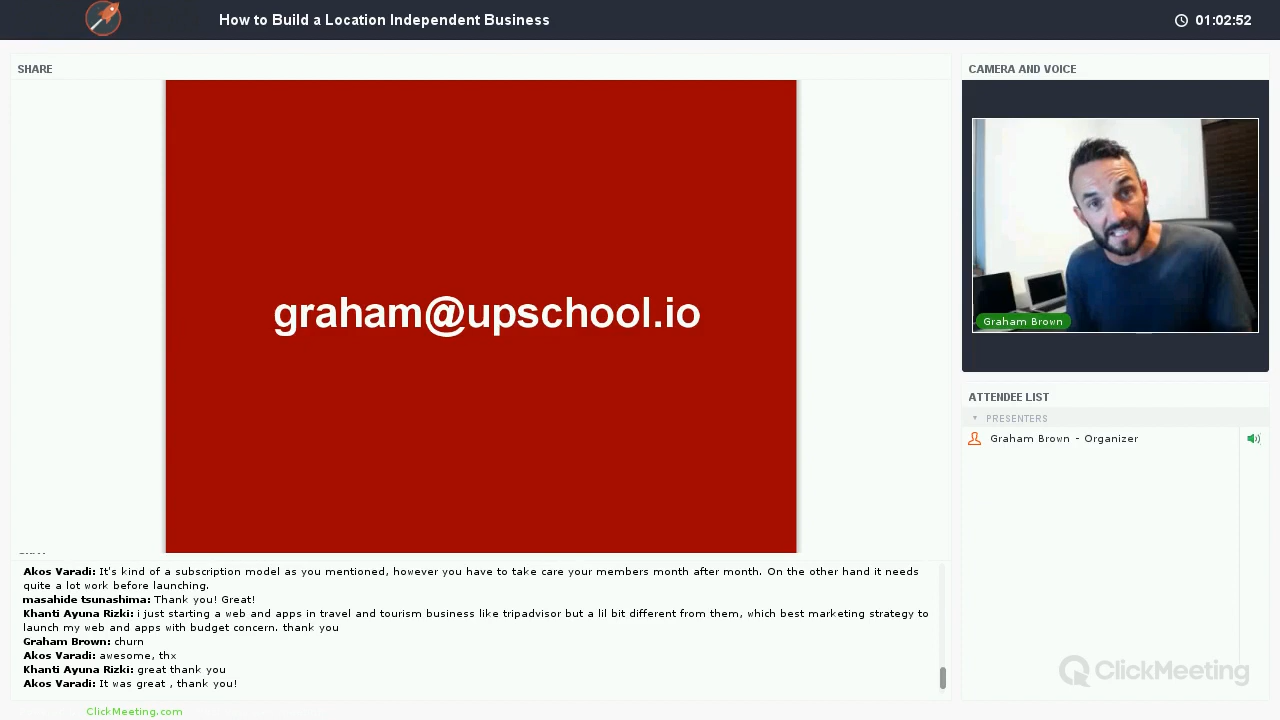 How to Build a Location Independent Business
01:02:52
SHARE
CAMERA AND VOICE
graham@upschool.io
Graham Brown
ATTENDEE LIST
PRESENTERS
Graham Brown - Organizer
Akos Varadi: It's kind of a subscription model as you mentioned, however you have to take care your members month after month. On the other hand it needs
quite a lot work before launching.
masahide tsunashima: Thank you! Great!
Khanti Ayuna Rizki: i just starting a web and apps in travel and tourism business like tripadvisor but a lil bit different from them, which best marketing strategy to
launch my web and apps with budget concern. thank you
Graham Brown: churn
Akos Varadi: awesome, thx
Khanti Ayuna Rizki: great thank you
Akos Varadi: It was great , thank you!
ClickMeeting
ClickMeeting.com